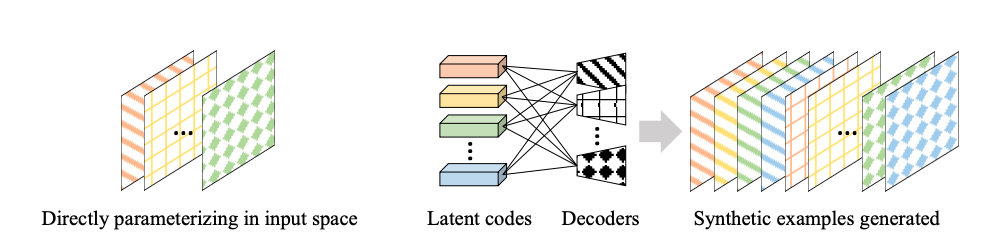 Directly parameterizing in input space
Latent codes
Decoders
Synthetic examples generated